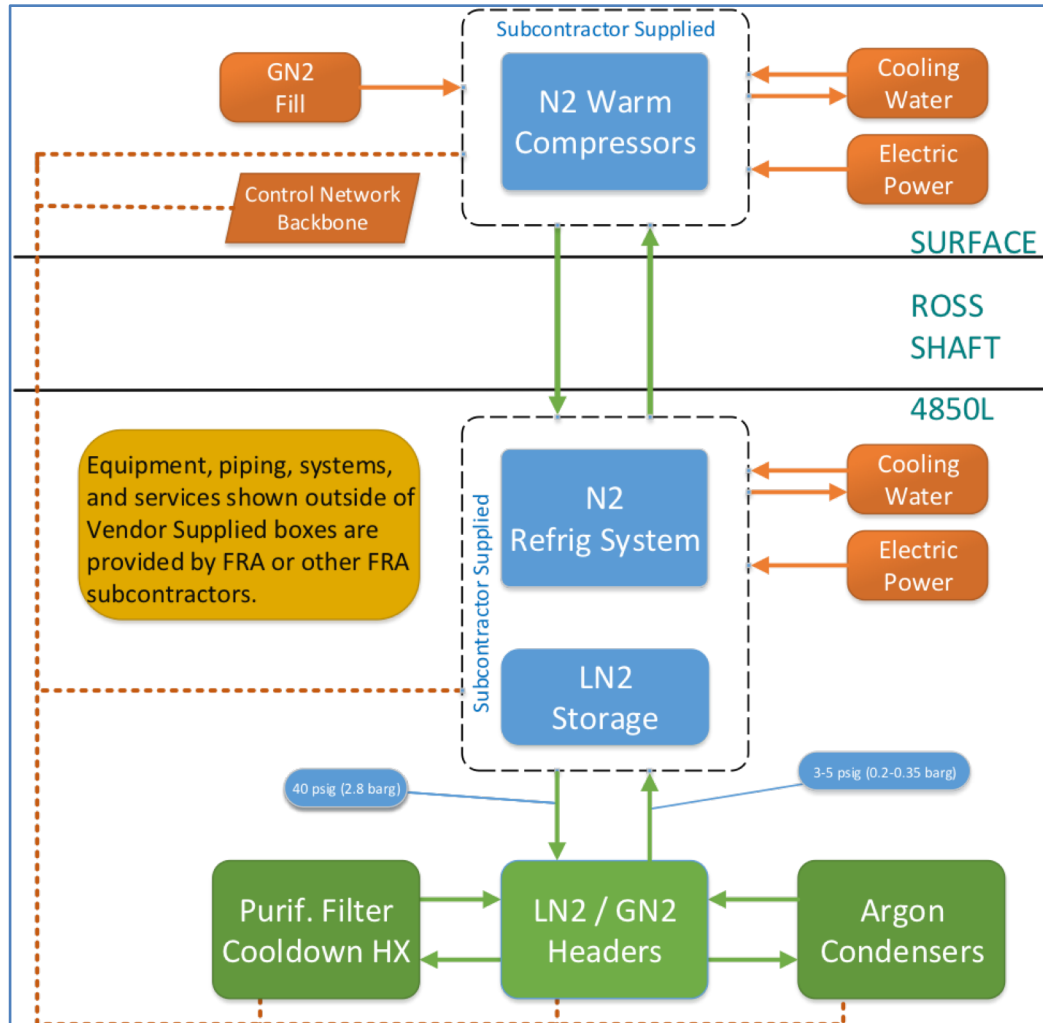 Subcontractor Supplied
GN2
Fill
N2 Warm
Compressors
Cooling
Water
Electric
Power
Control Network
Backbone
SURFACE
ROSS
SHAFT
4850L
Equipment, piping, systems,
and services shown outside of
Vendor Supplied boxes are
provided by FRA or other FRA
subcontractors.
Subcontractor Supplied
N2
Refrig System
Cooling
Water
Electric
Power
LN2
Storage
40 psig (2.8 barg)
3-5 psig (0.2-0.35 barg)
Purif. Filter
Cooldown HX
LN2 / GN2
Headers
Argon
Condensers